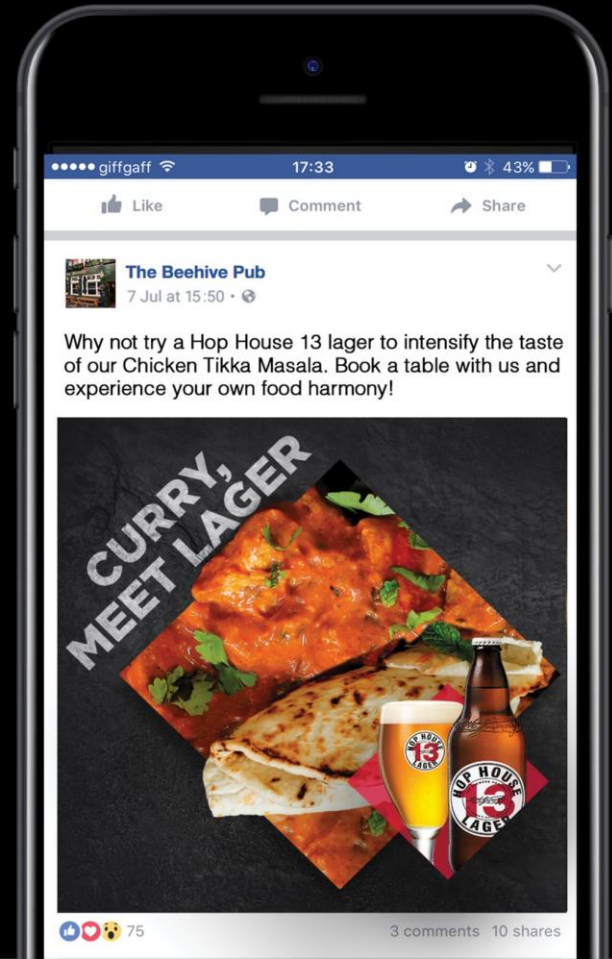 giffgaff 17:33 43%
Like Comment Share
The Beehive Pub
7 Jul at 15:50 •
Why not try a Hop House 13 lager to intensify the taste
of our Chicken Tikka Masala. Book a table with us and
experience your own food harmony!
CURRY,
MEET LAGER
HOP HOUSE
13
LAGER
HOP HOUSE
13
LAGER
75 3 comments 10 shares